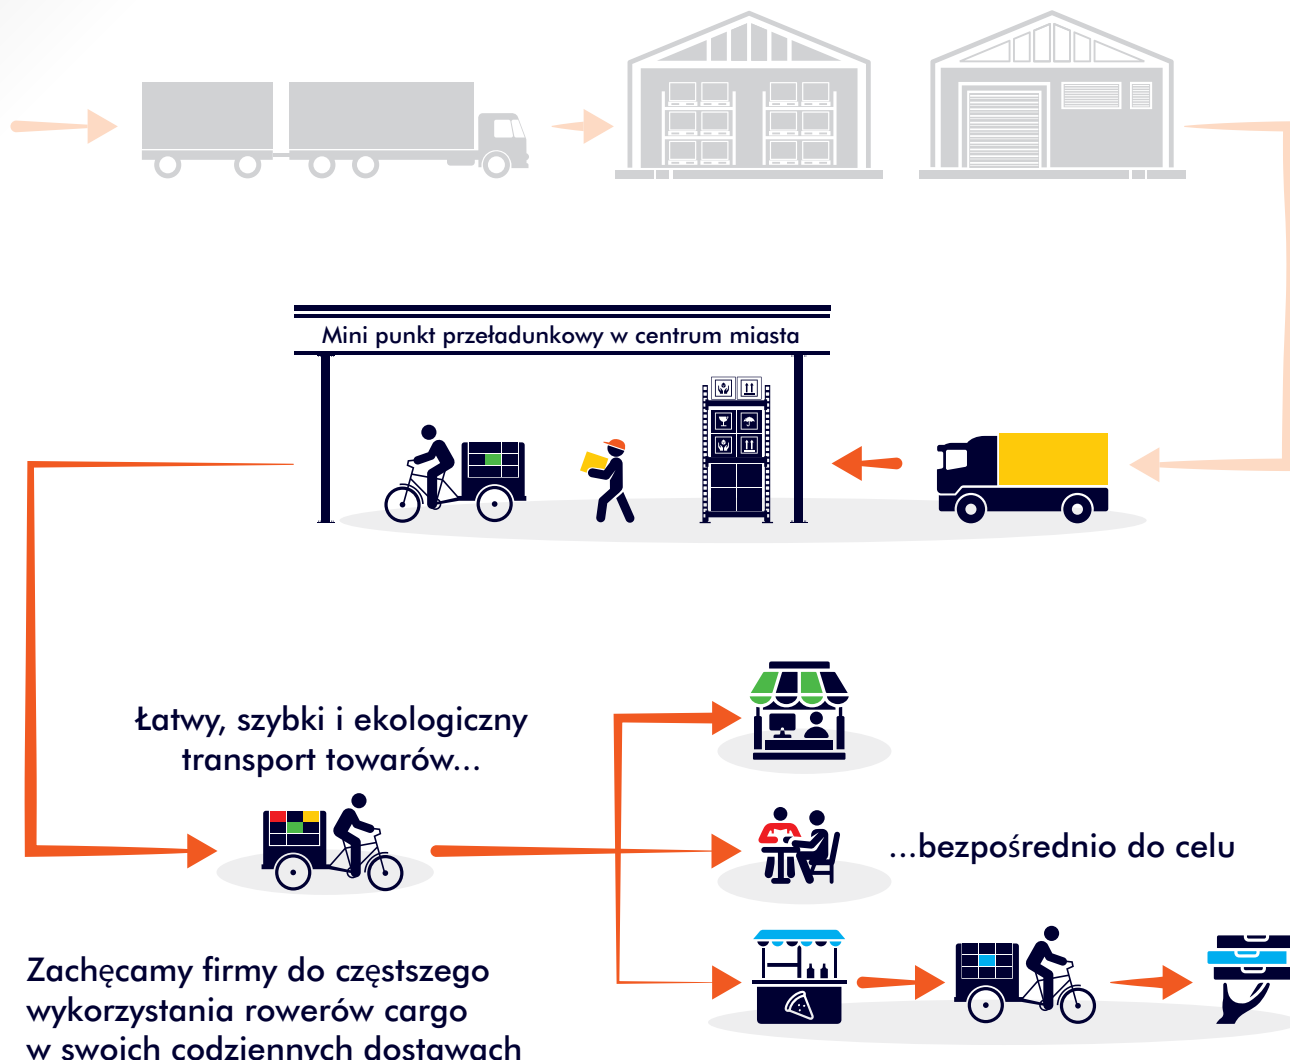 Mini punkt przeładunkowy w centrum miasta
Łatwy, szybki i ekologiczny
transport towarów...
...bezpośrednio do celu
Zachęcamy firmy do częstszego
wykorzystania rowerów cargo
w swoich codziennych dostawach